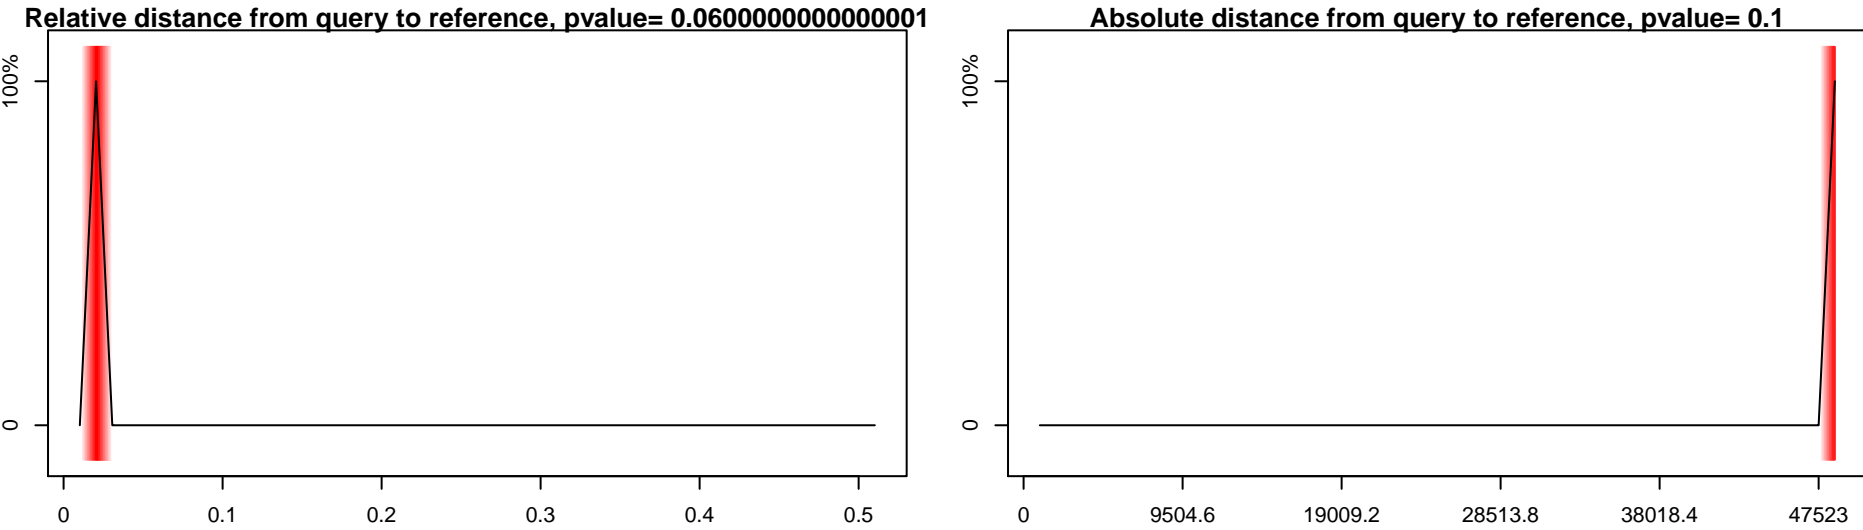 Relative distance from query to reference, pvalue= 0.0600000000000001
100%
0
0 0.1 0.2 0.3 0.4 0.5
Absolute distance from query to reference, pvalue= 0.1
100%
0
0 9504.6 19009.2 28513.8 38018.4 47523